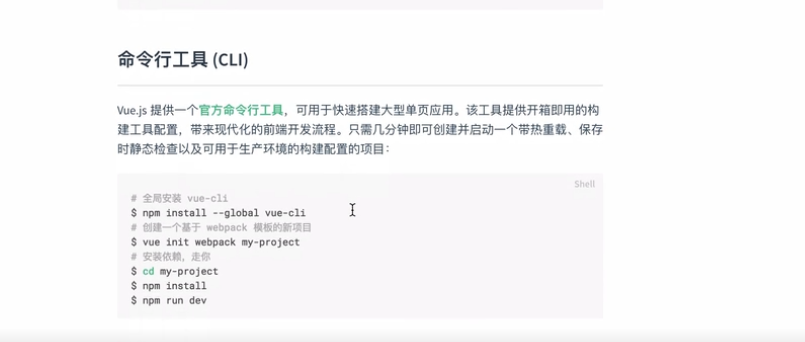 命令行工具 (CLI)
Vue.js 提供一个官方命令行工具，可用于快速搭建大型单页应用。该工具提供开箱即用的构
建工具配置，带来现代化的前端开发流程。只需几分钟即可创建并启动一个带热重载、保存
时静态检查以及可用于生产环境的构建配置的项目：
Shell
# 全局安装 vue-cli
$ npm install --global vue-cli
# 创建一个基于 webpack 模板的新项目
$ vue init webpack my-project
# 安装依赖，走你
$ cd my-project
$ npm install
$ npm run dev